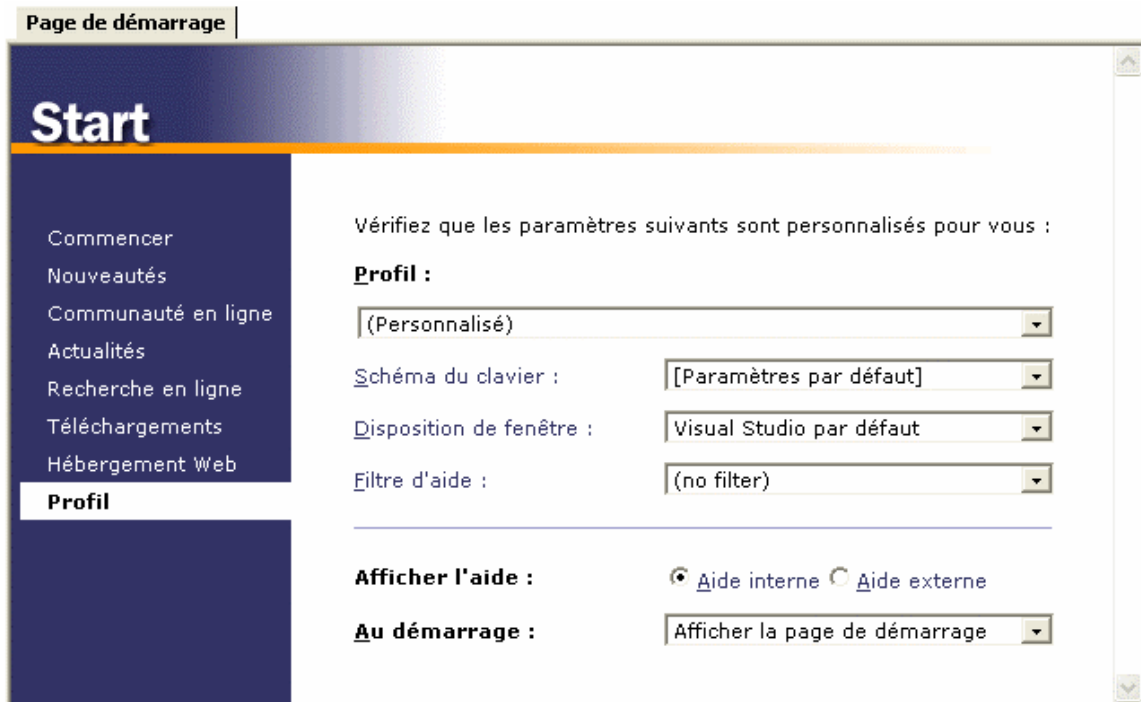 Page de démarrage
Start
Commencer
Nouveautés
Communauté en ligne
Actualités
Recherche en ligne
Téléchargements
Hébergement Web
Profil
Vérifiez que les paramètres suivants sont personnalisés pour vous :
Profil :
(Personnalisé)
Schéma du clavier : [Paramètres par défaut]
Disposition de fenêtre : Visual Studio par défaut
Filtre d'aide : (no filter)
Afficher l'aide : Aide interne Aide externe
Au démarrage : Afficher la page de démarrage